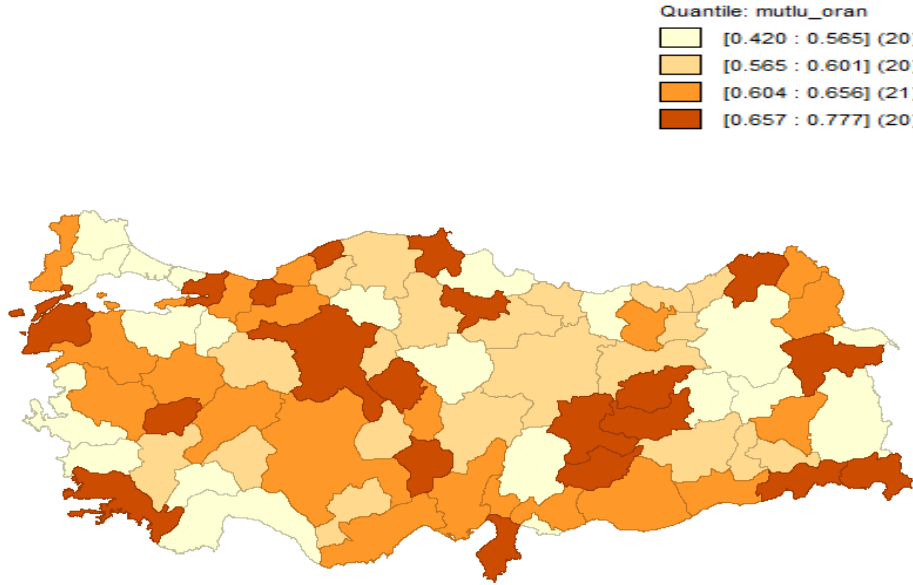 Quantile: mutlu_oran
[0.420 : 0.565] (20)
[0.565 : 0.601] (20)
[0.604 : 0.656] (21)
[0.657 : 0.777] (20)